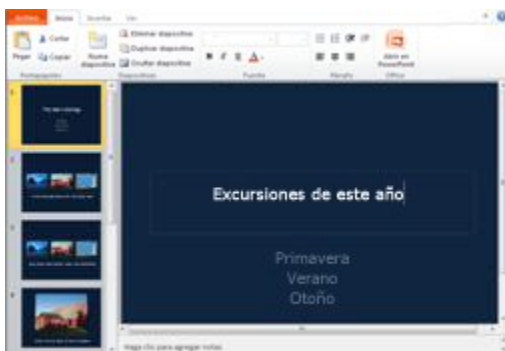 Archivo Inicio Insertar Ver
Pegar
Cortar
Copiar
Portapapeles
Nueva diapositiva
Eliminar diapositiva
Duplicar diapositiva
Ocultar diapositiva
Diapositivas
Fuente
Párrafo
Abrir en PowerPoint
Office
Excursiones de este año
Primavera
Verano
Otoño
Haga clic para agregar notas